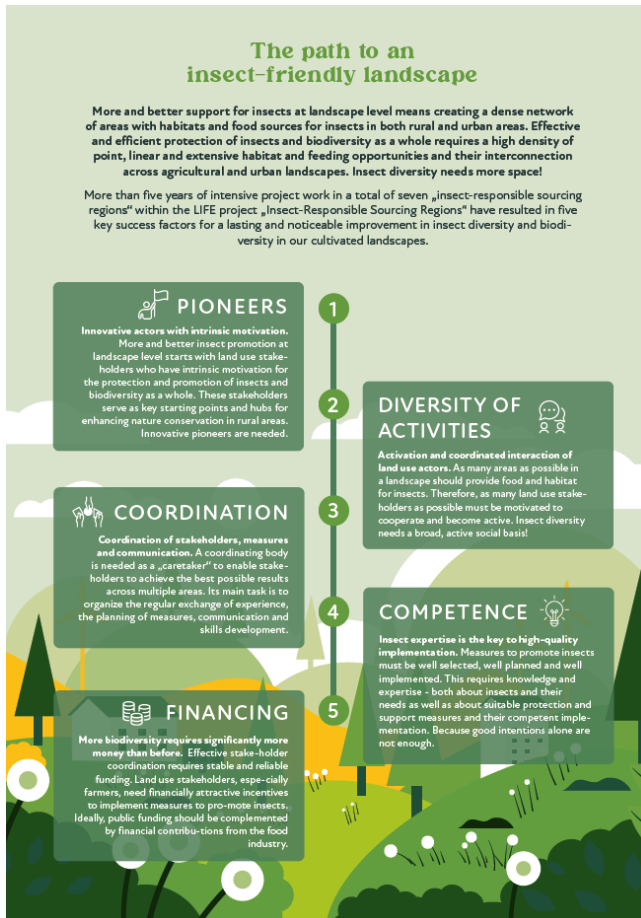 The path to an
insect-friendly landscape
More and better support for insects at landscape level means creating a dense network
of areas with habitats and food sources for insects in both rural and urban areas. Effective
and efficient protection of insects and biodiversity as a whole requires a high density of
point, linear and extensive habitat and feeding opportunities and their interconnection
across agricultural and urban landscapes. Insect diversity needs more space!
More than five years of intensive project work in a total of seven „insect-responsible sourcing
regions“ within the LIFE project „Insect-Responsible Sourcing Regions“ have resulted in five
key success factors for a lasting and noticeable improvement in insect diversity and biodi-
versity in our cultivated landscapes.
1
PIONEERS
Innovative actors with intrinsic motivation.
More and better insect promotion at
landscape level starts with land use stake-
holders who have intrinsic motivation for
the protection and promotion of insects and
biodiversity as a whole. These stakeholders
serve as key starting points and hubs for
enhancing nature conservation in rural areas.
Innovative pioneers are needed.
2
DIVERSITY OF
ACTIVITIES
Activation and coordinated interaction of
land use actors. As many areas as possible in
a landscape should provide food and habitat
for insects. Therefore, as many land use stake-
holders as possible must be motivated to
cooperate and become active. Insect diversity
needs a broad, active social basis!
3
COORDINATION
Coordination of stakeholders, measures
and communication. A coordinating body
is needed as a „caretaker“ to enable stake-
holders to achieve the best possible results
across multiple areas. Its main task is to
organize the regular exchange of experience,
the planning of measures, communication and
skills development.
4
COMPETENCE
Insect expertise is the key to high-quality
implementation. Measures to promote insects
must be well selected, well planned and well
implemented. This requires knowledge and
expertise - both about insects and their
needs as well as about suitable protection and
support measures and their competent imple-
mentation. Because good intentions alone are
not enough.
5
FINANCING
More biodiversity requires significantly more
money than before. Effective stake-holder
coordination requires stable and reliable
funding. Land use stakeholders, espe-cially
farmers, need financially attractive incentives
to implement measures to pro-mote insects.
Ideally, public funding should be complemented
by financial contribu-tions from the food
industry.